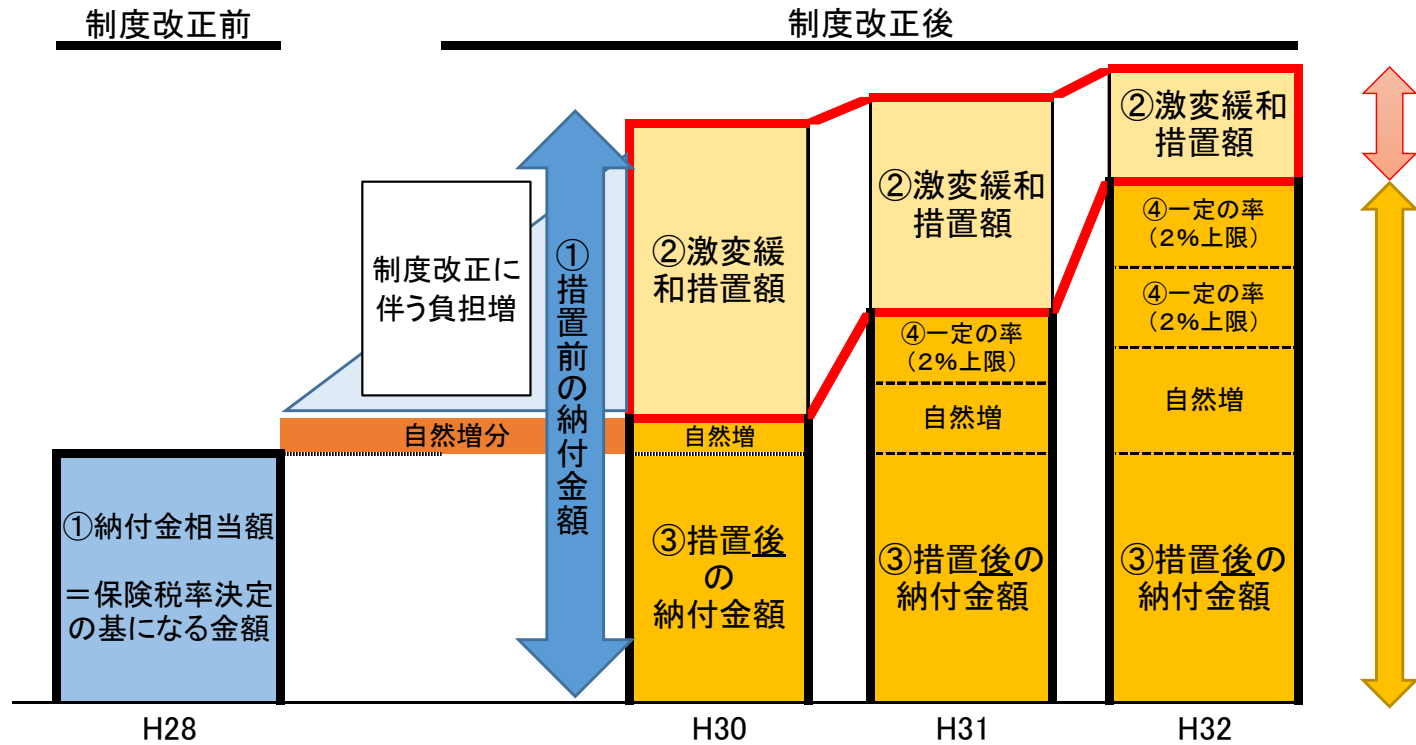 制度改正前
制度改正後
①納付金相当額
＝保険税率決定
の基になる金額
制度改正に
伴う負担増
自然増分
①措置前の納付金額
②激変緩
和措置額
自然増
③措置後
の
納付金額
②激変緩和
措置額
④一定の率
（２％上限）
自然増
③措置後の
納付金額
②激変緩和
措置額
④一定の率
（２％上限）
④一定の率
（２％上限）
自然増
③措置後の
納付金額
H28
H30
H31
H32